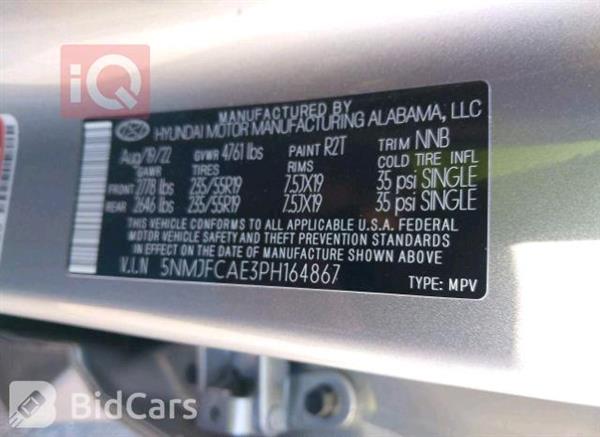 iQ
MANUFACTURED BY
HYUNDAI MOTOR MANUFACTURING ALABAMA, LLC
Aug/19/22 GVWR 4761 lbs PAINT R2T TRIM NNB
GAWR TIRES RIMS COLD TIRE INFL
FRONT 2778 lbs 235/55R19 7.5JX19 35 psi SINGLE
REAR 2646 lbs 235/55R19 7.5JX19 35 psi SINGLE
THIS VEHICLE CONFORMS TO ALL APPLICABLE U.S.A. FEDERAL
MOTOR VEHICLE SAFETY AND THEFT PREVENTION STANDARDS
IN EFFECT ON THE DATE OF MANUFACTURE SHOWN ABOVE
V.I.N 5NMJFCAE3PH164867
TYPE: MPV
BidCars